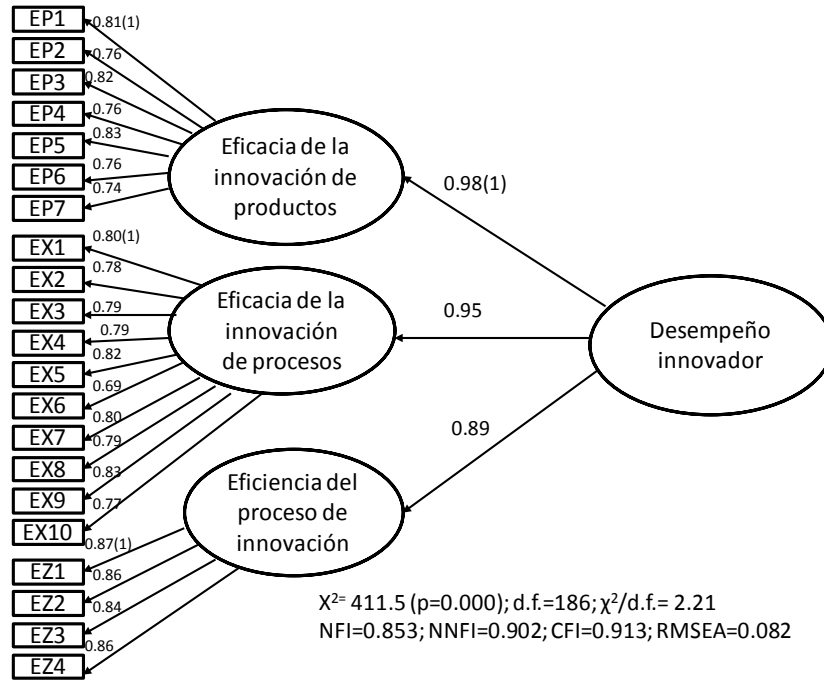 EP1
0.81(1)
EP2
0.76
EP3
0.82
EP4
0.76
EP5
0.83
EP6
0.76
EP7
0.74
Eficacia de la
innovación de
productos
0.98(1)
EX1
0.80(1)
EX2
0.78
EX3
0.79
EX4
0.79
EX5
0.82
EX6
0.69
EX7
0.80
EX8
0.79
EX9
0.83
EX10
0.77
Eficacia de la
innovación
de procesos
0.95
Desempeño
innovador
0.89
EZ1
0.87(1)
EZ2
0.86
EZ3
0.84
EZ4
0.86
Eficiencia del
proceso de
innovación
X²⁼ 411.5 (p=0.000); d.f.=186; χ²/d.f.= 2.21
NFI=0.853; NNFI=0.902; CFI=0.913; RMSEA=0.082